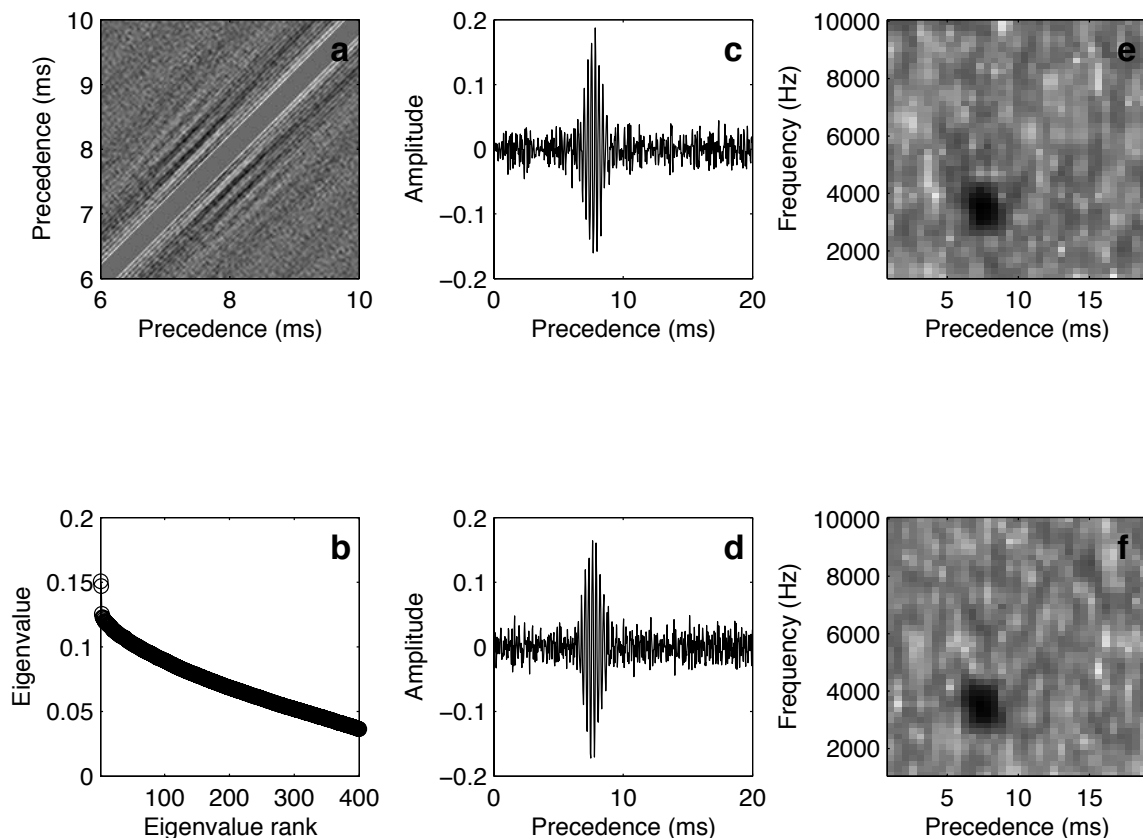 a
10
9
8
7
6
Precedence (ms)
6
8
10
Precedence (ms)
c
0.2
0.1
0
−0.1
−0.2
Amplitude
0
10
20
Precedence (ms)
e
10000
8000
6000
4000
2000
Frequency (Hz)
5
10
15
Precedence (ms)
b
0.2
0.15
0.1
0.05
0
Eigenvalue
100
200
300
400
Eigenvalue rank
d
0.2
0.1
0
−0.1
−0.2
Amplitude
0
10
20
Precedence (ms)
f
10000
8000
6000
4000
2000
Frequency (Hz)
5
10
15
Precedence (ms)